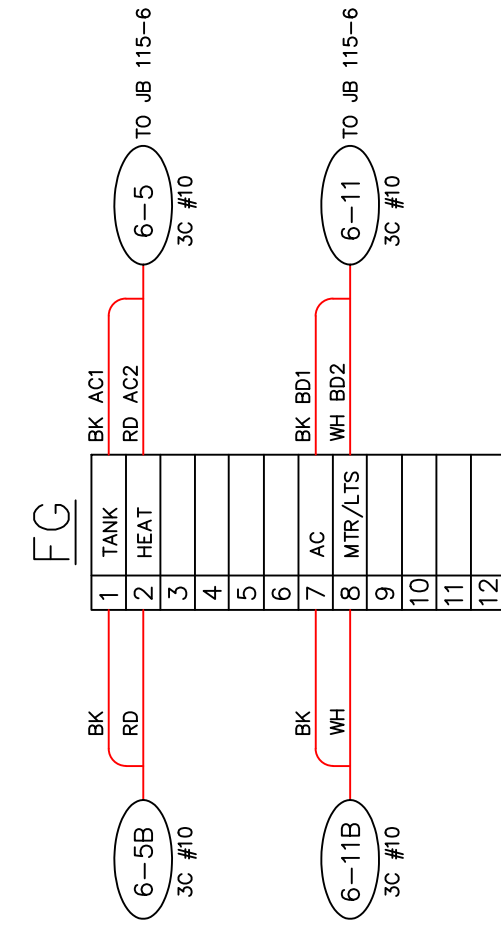 FG
BK AC1
RD AC2
6-5
3C #10
TO JB 115-6
BK BD1
WH BD2
6-11
3C #10
TO JB 115-6
1 TANK
2 HEAT
3
4
5
6
7 AC
8 MTR/LTS
9
10
11
12
BK
RD
6-5B
3C #10
BK
WH
6-11B
3C #10